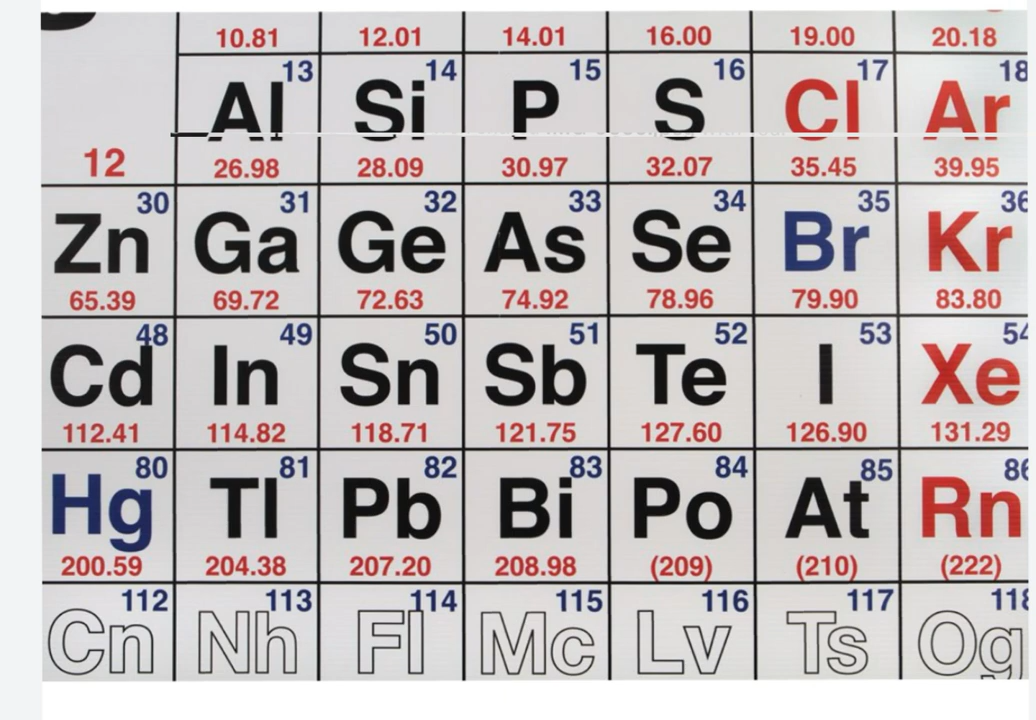 10.81 12.01 14.01 16.00 19.00 20.18
13 14 15 16 17 18
Al Si P S Cl Ar
12 26.98 28.09 30.97 32.07 35.45 39.95
30 31 32 33 34 35 36
Zn Ga Ge As Se Br Kr
65.39 69.72 72.63 74.92 78.96 79.90 83.80
48 49 50 51 52 53 54
Cd In Sn Sb Te I Xe
112.41 114.82 118.71 121.75 127.60 126.90 131.29
80 81 82 83 84 85 86
Hg Tl Pb Bi Po At Rn
200.59 204.38 207.20 208.98 (209) (210) (222)
112 113 114 115 116 117 118
Cn Nh Fl Mc Lv Ts Og